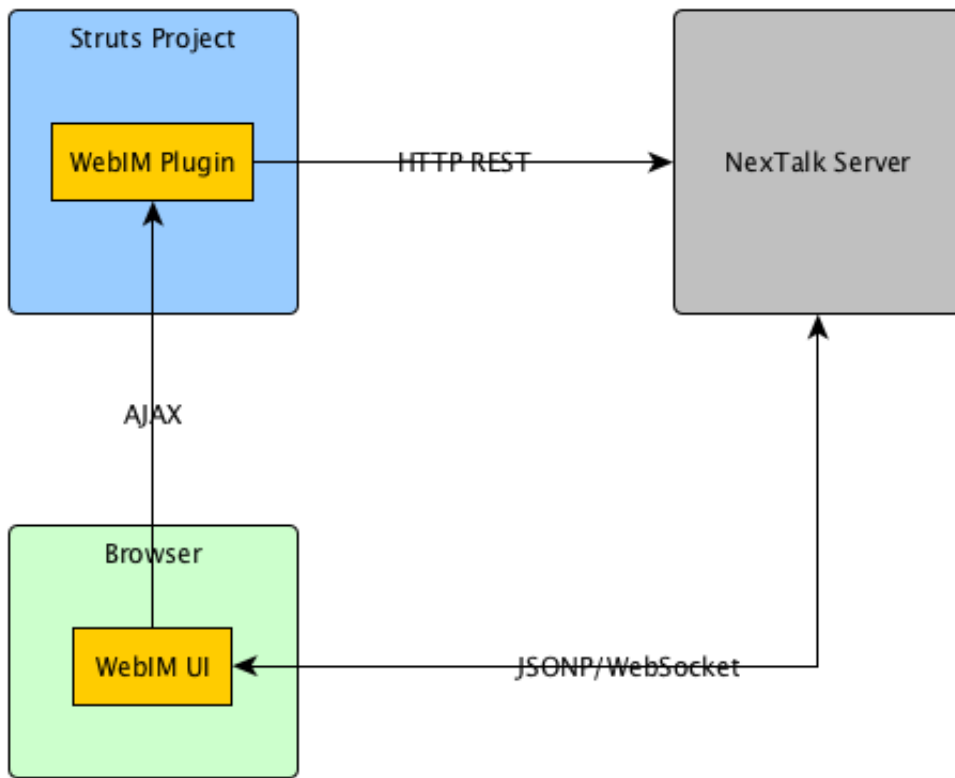 Struts Project
WebIM Plugin
HTTP REST
NexTalk Server
AJAX
Browser
WebIM UI
JSONP/WebSocket